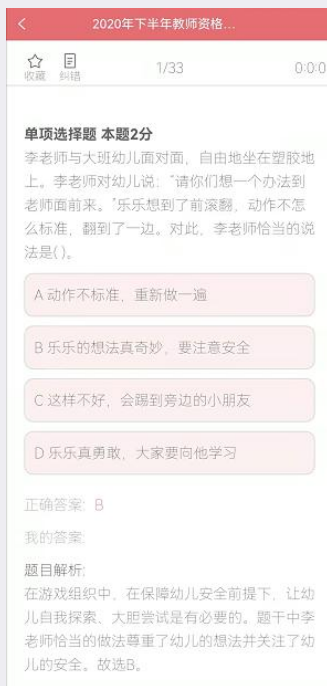 2020年下半年教师资格...
收藏 纠错 1/33 0:0:0
单项选择题 本题2分
李老师与大班幼儿面对面，自由地坐在塑胶地
上。李老师对幼儿说：“请你们想一个办法到
老师面前来。”乐乐想到了前滚翻，动作不怎
么标准，翻到了一边。对此，李老师恰当的说
法是( )。
A 动作不标准，重新做一遍
B 乐乐的想法真奇妙，要注意安全
C 这样不好，会踢到旁边的小朋友
D 乐乐真勇敢，大家要向他学习
正确答案: B
我的答案:
题目解析:
在游戏组织中，在保障幼儿安全前提下，让幼
儿自我探索、大胆尝试是有必要的。题干中李
老师恰当的做法尊重了幼儿的想法并关注了幼
儿的安全。故选B。